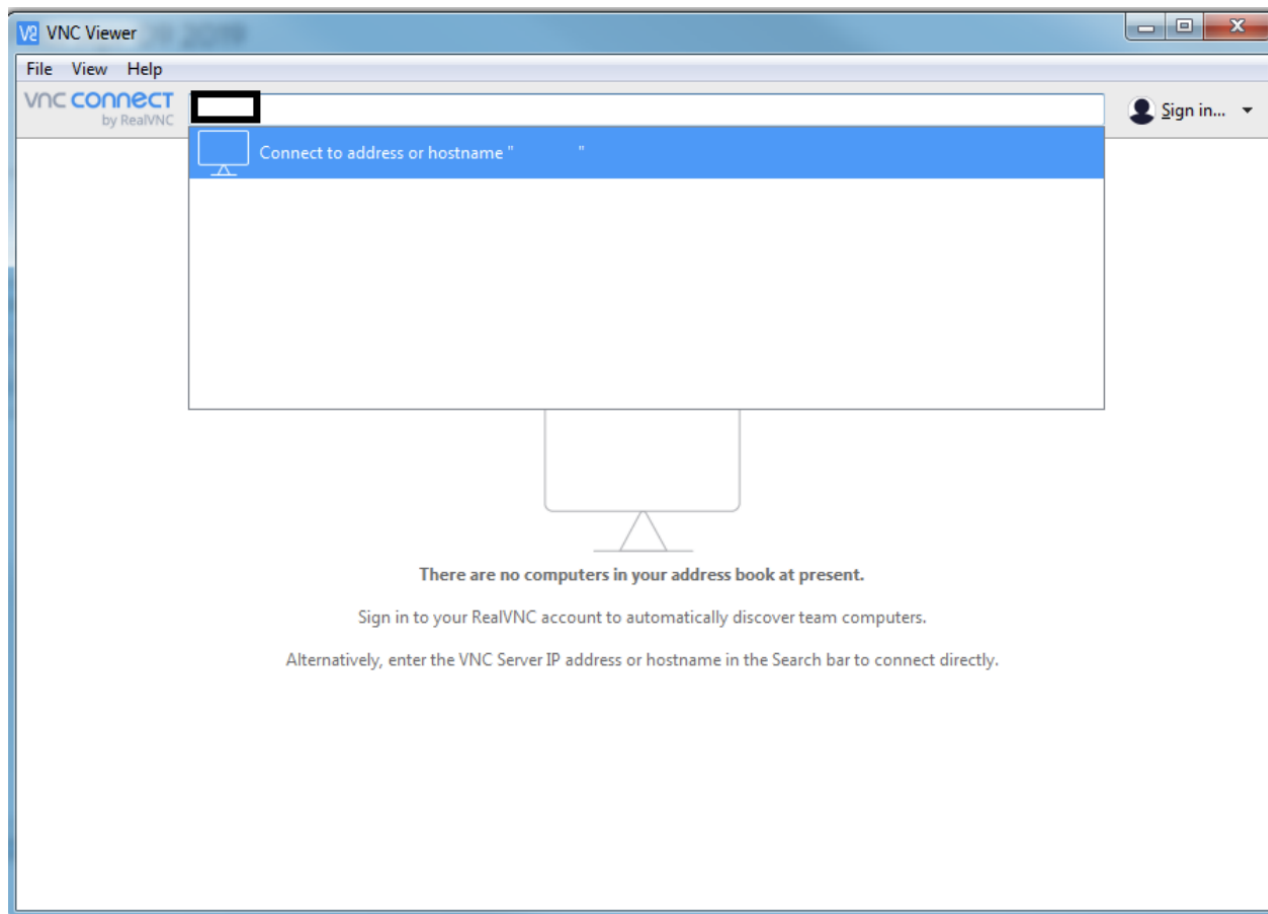 VNC Viewer
File View Help
vnc connect
by RealVNC
Sign in...
Connect to address or hostname " "
There are no computers in your address book at present.
Sign in to your RealVNC account to automatically discover team computers.
Alternatively, enter the VNC Server IP address or hostname in the Search bar to connect directly.